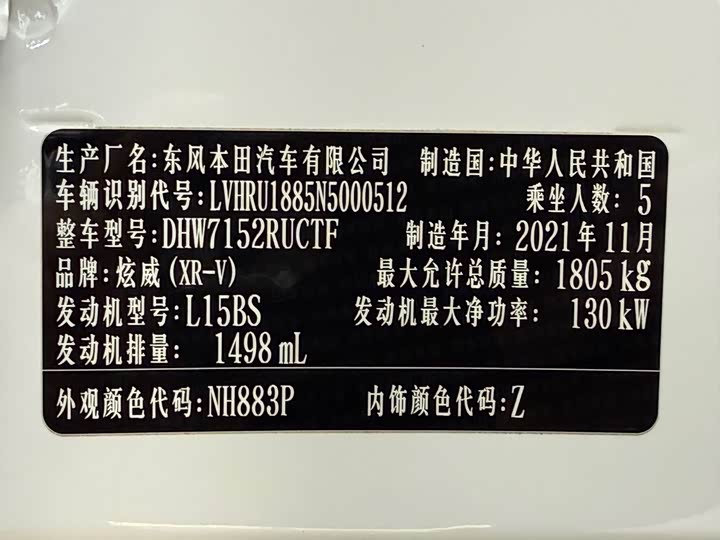 生产厂名:东风本田汽车有限公司 制造国:中华人民共和国
车辆识别代号:LVHRU1885N5000512 乘坐人数: 5
整车型号:DHW7152RUCTF 制造年月: 2021年11月
品牌:炫威(XR-V) 最大允许总质量: 1805 kg
发动机型号:L15BS 发动机最大净功率: 130 kW
发动机排量: 1498 mL
外观颜色代码:NH883P 内饰颜色代码:Z